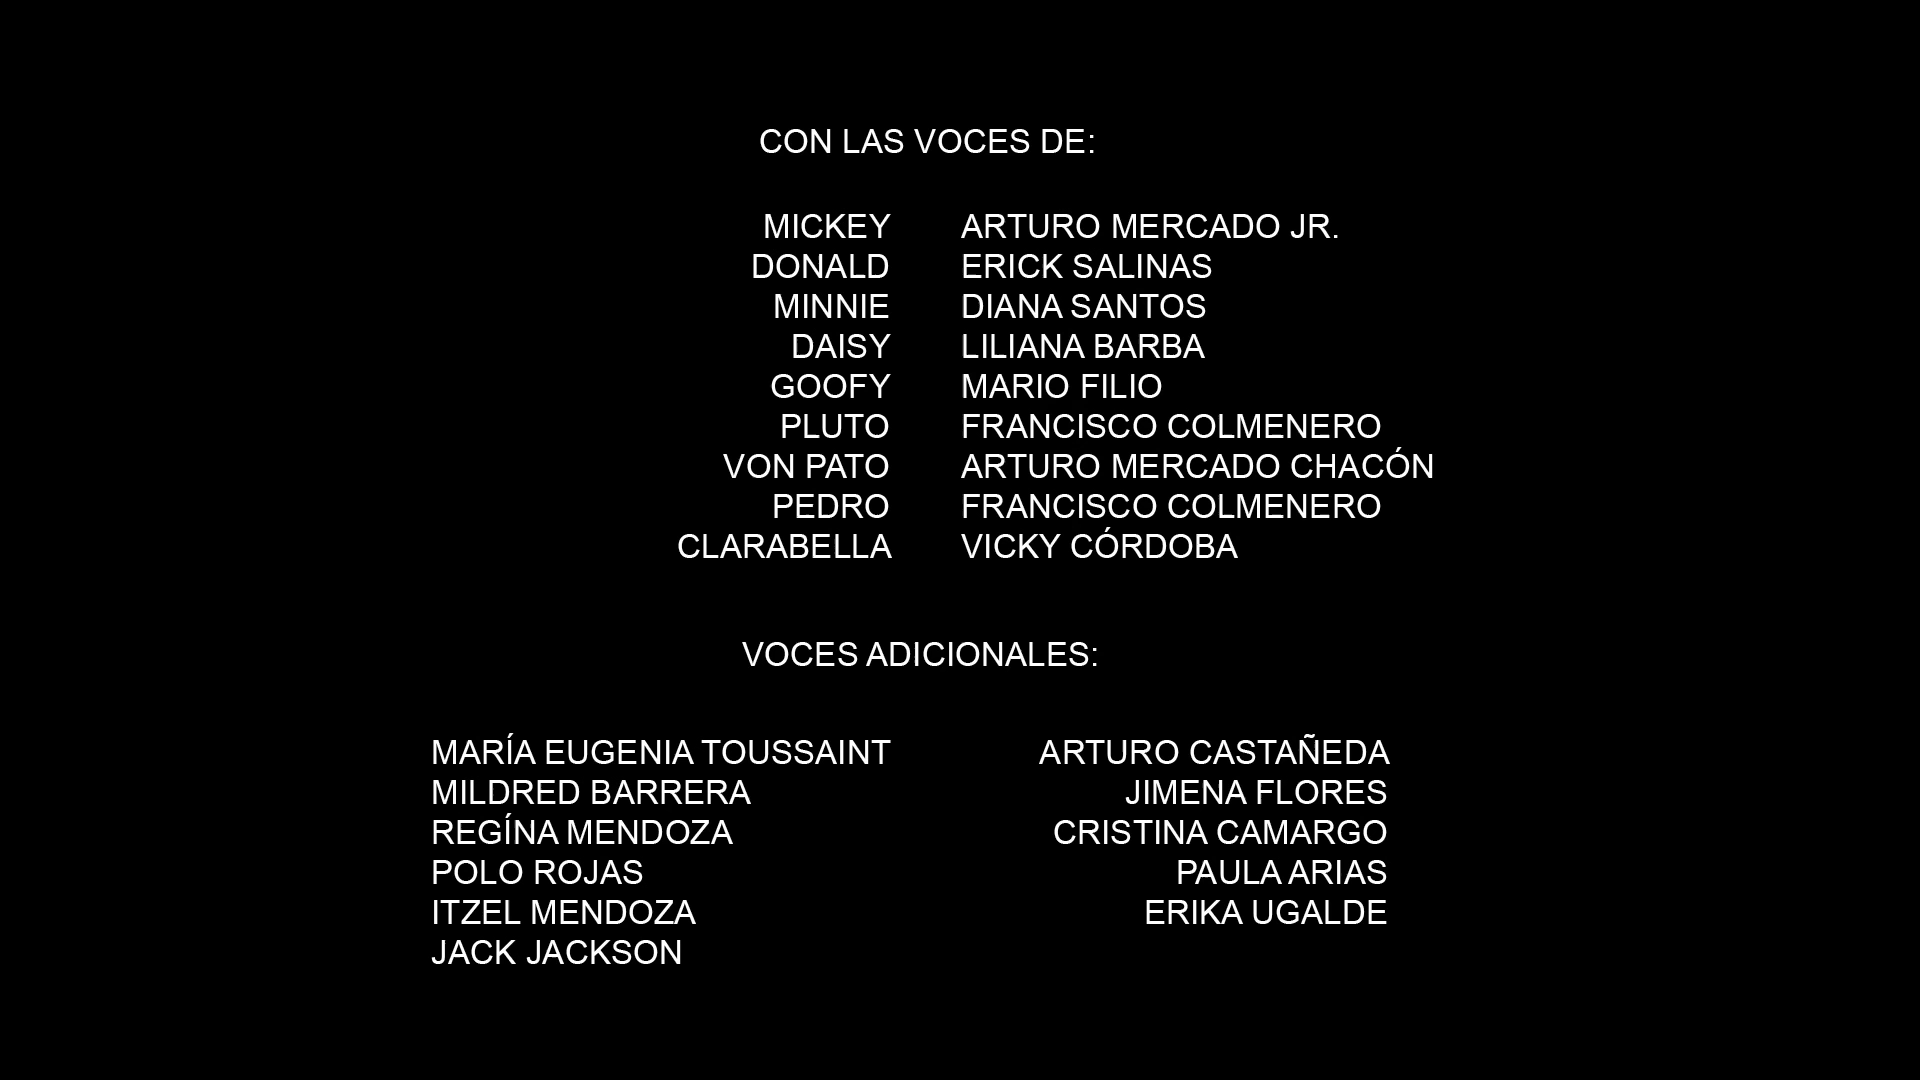 CON LAS VOCES DE:
MICKEY ARTURO MERCADO JR.
DONALD ERICK SALINAS
MINNIE DIANA SANTOS
DAISY LILIANA BARBA
GOOFY MARIO FILIO
PLUTO FRANCISCO COLMENERO
VON PATO ARTURO MERCADO CHACÓN
PEDRO FRANCISCO COLMENERO
CLARABELLA VICKY CÓRDOBA
VOCES ADICIONALES:
MARÍA EUGENIA TOUSSAINT ARTURO CASTAÑEDA
MILDRED BARRERA JIMENA FLORES
REGÍNA MENDOZA CRISTINA CAMARGO
POLO ROJAS PAULA ARIAS
ITZEL MENDOZA ERIKA UGALDE
JACK JACKSON